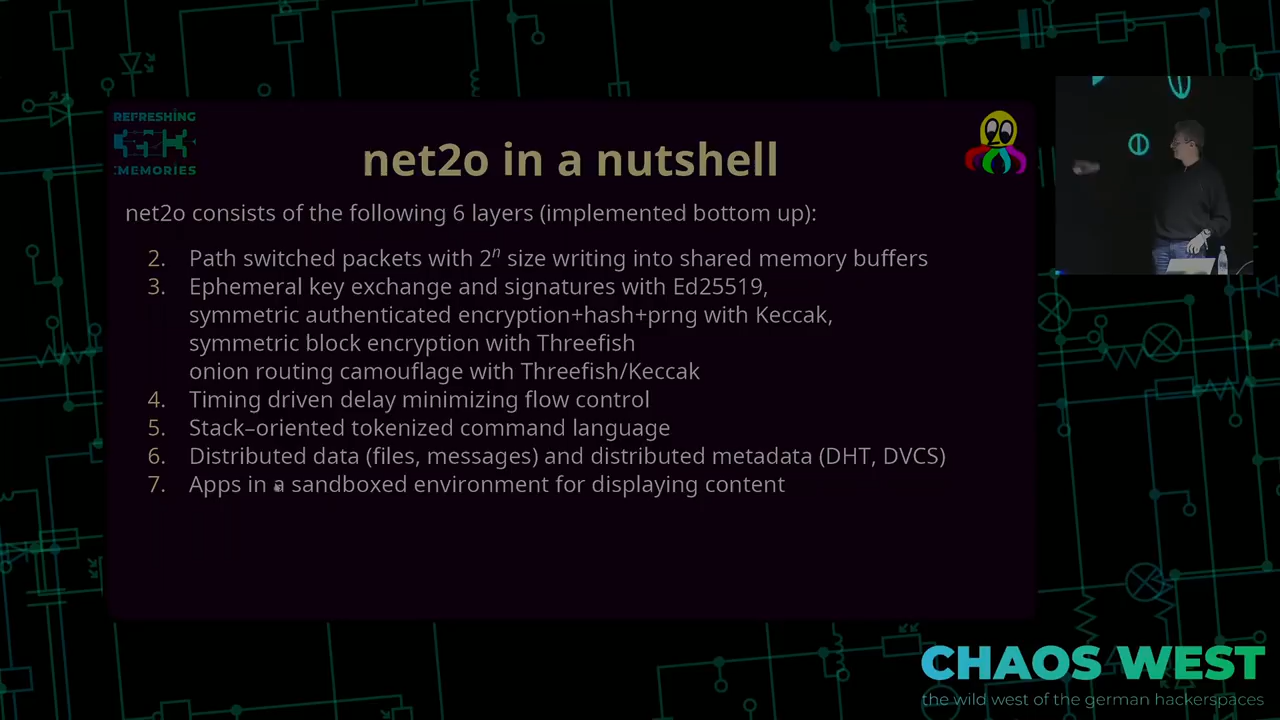 REFRESHING
MEMORIES
net2o in a nutshell
net2o consists of the following 6 layers (implemented bottom up):
2. Path switched packets with 2ⁿ size writing into shared memory buffers
3. Ephemeral key exchange and signatures with Ed25519,
symmetric authenticated encryption+hash+prng with Keccak,
symmetric block encryption with Threefish
onion routing camouflage with Threefish/Keccak
4. Timing driven delay minimizing flow control
5. Stack–oriented tokenized command language
6. Distributed data (files, messages) and distributed metadata (DHT, DVCS)
7. Apps in a sandboxed environment for displaying content
CHAOS WEST
the wild west of the german hackerspaces